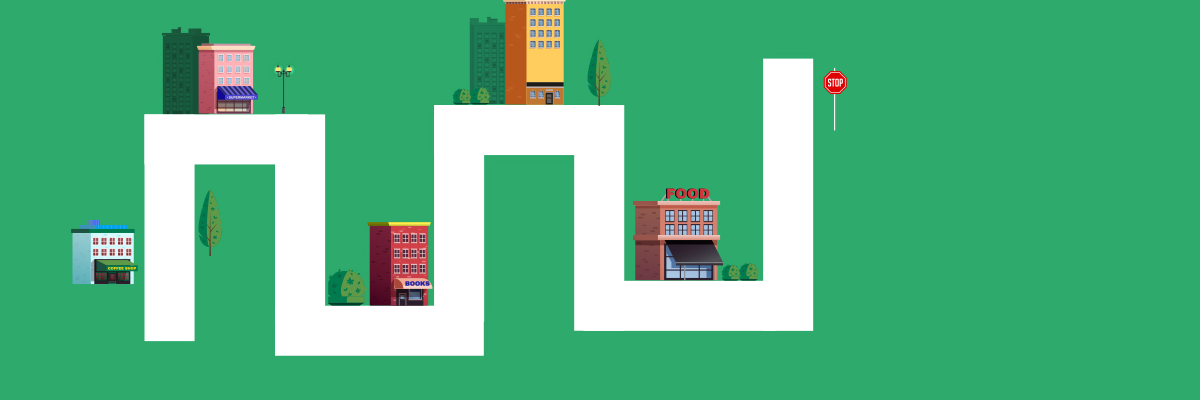 SUPERMARKET
STOP
FOOD
COFFEE SHOP
BOOKS